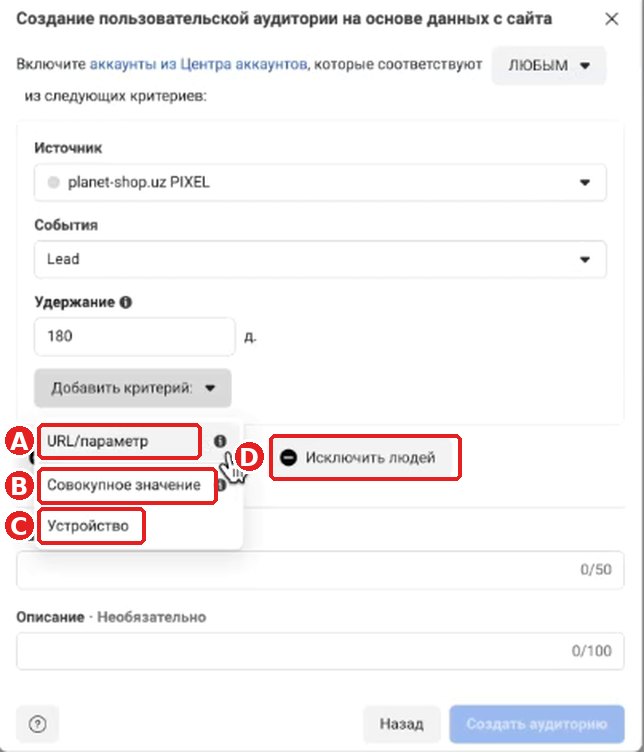 Создание пользовательской аудитории на основе данных с сайта
Включите аккаунты из Центра аккаунтов, которые соответствуют ЛЮБЫМ
из следующих критериев:
Источник
planet-shop.uz PIXEL
События
Lead
Удержание
180 д.
Добавить критерий:
A URL/параметр
D Исключить людей
B Совокупное значение
C Устройство
0/50
Описание · Необязательно
0/100
Назад Создать аудиторию